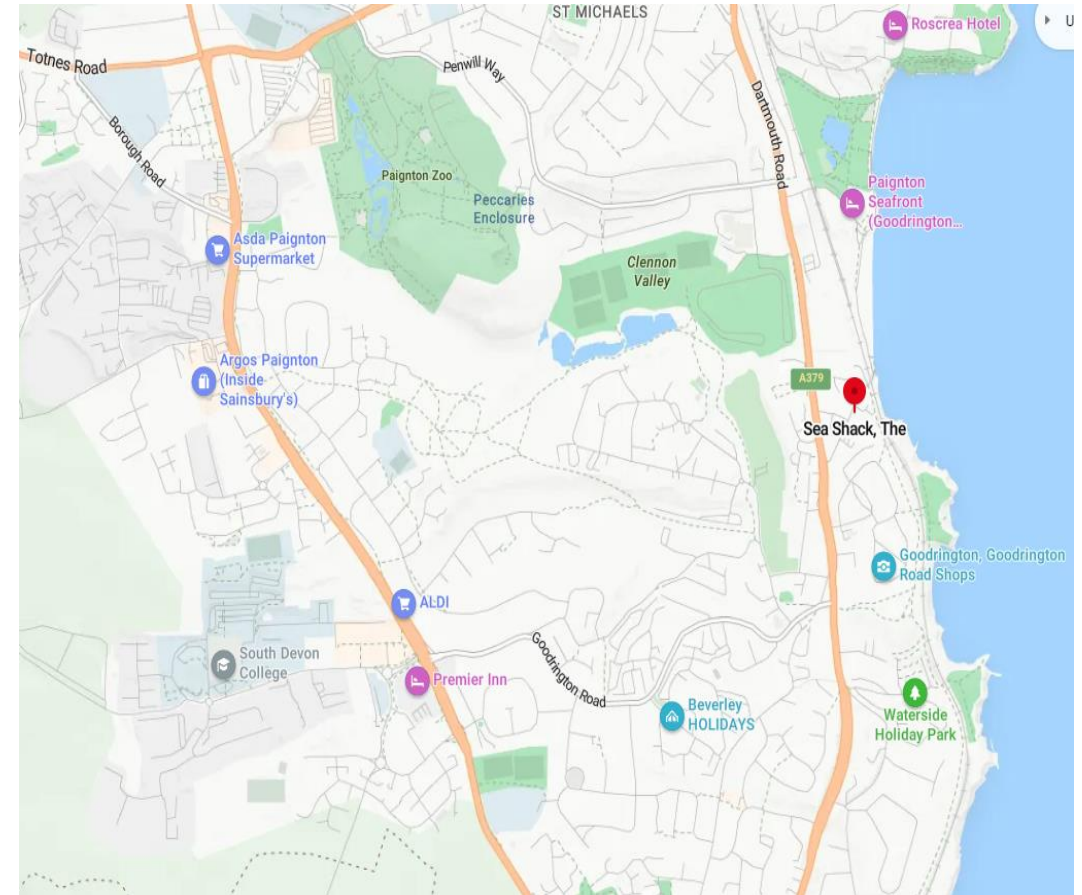 ST MICHAELS
Roscrea Hotel
U
Totnes Road
Penwill Way
Dartmouth Road
Borough Road
Paignton Zoo
Paignton
Seafront
(Goodrington...
Peccaries
Enclosure
Asda Paignton
Supermarket
Clennon
Valley
Argos Paignton
(Inside
Sainsbury's)
A379
Sea Shack, The
Goodrington, Goodrington
Road Shops
ALDI
South Devon
College
Goodrington Road
Premier Inn
Beverley
HOLIDAYS
Waterside
Holiday Park